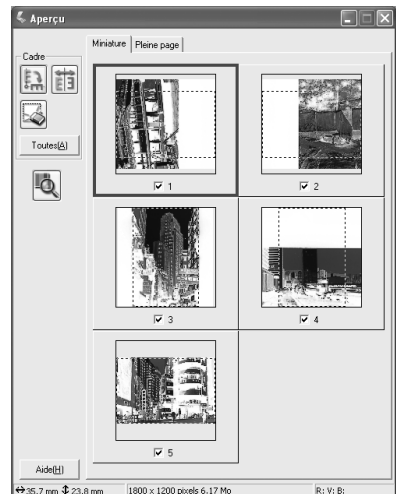 Aperçu
Miniature Pleine page
Cadre
Toutes(A)
1
2
3
4
5
Aide(H)
35.7 mm 23.8 mm 1800 x 1200 pixels 6.17 Mo R: V: B: